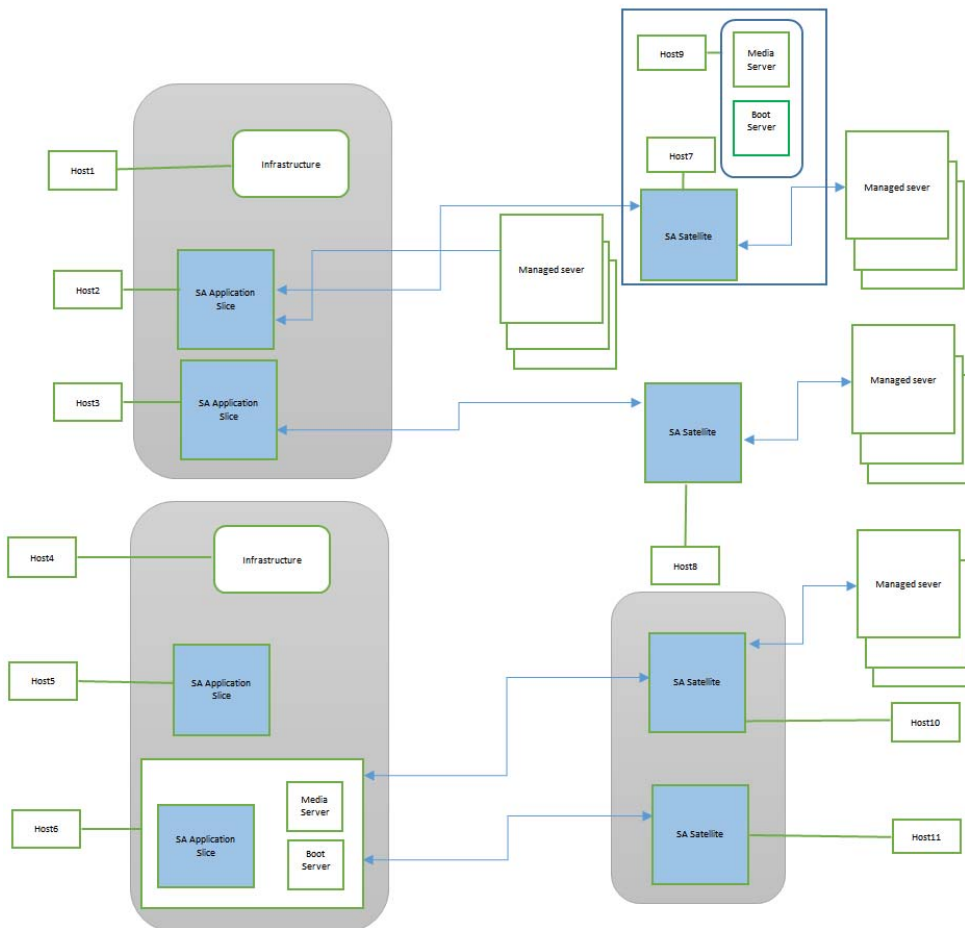 Host9
Media
Server
Boot
Server
Host1
Infrastructure
Host7
Managed sever
SA Satellite
Managed sever
Host2
SA Application
Slice
Host3
SA Application
Slice
Managed sever
SA Satellite
Host4
Infrastructure
Host8
Managed sever
Host5
SA Application
Slice
SA Satellite
Host10
Media
Server
Host6
SA Application
Slice
Boot
Server
SA Satellite
Host11